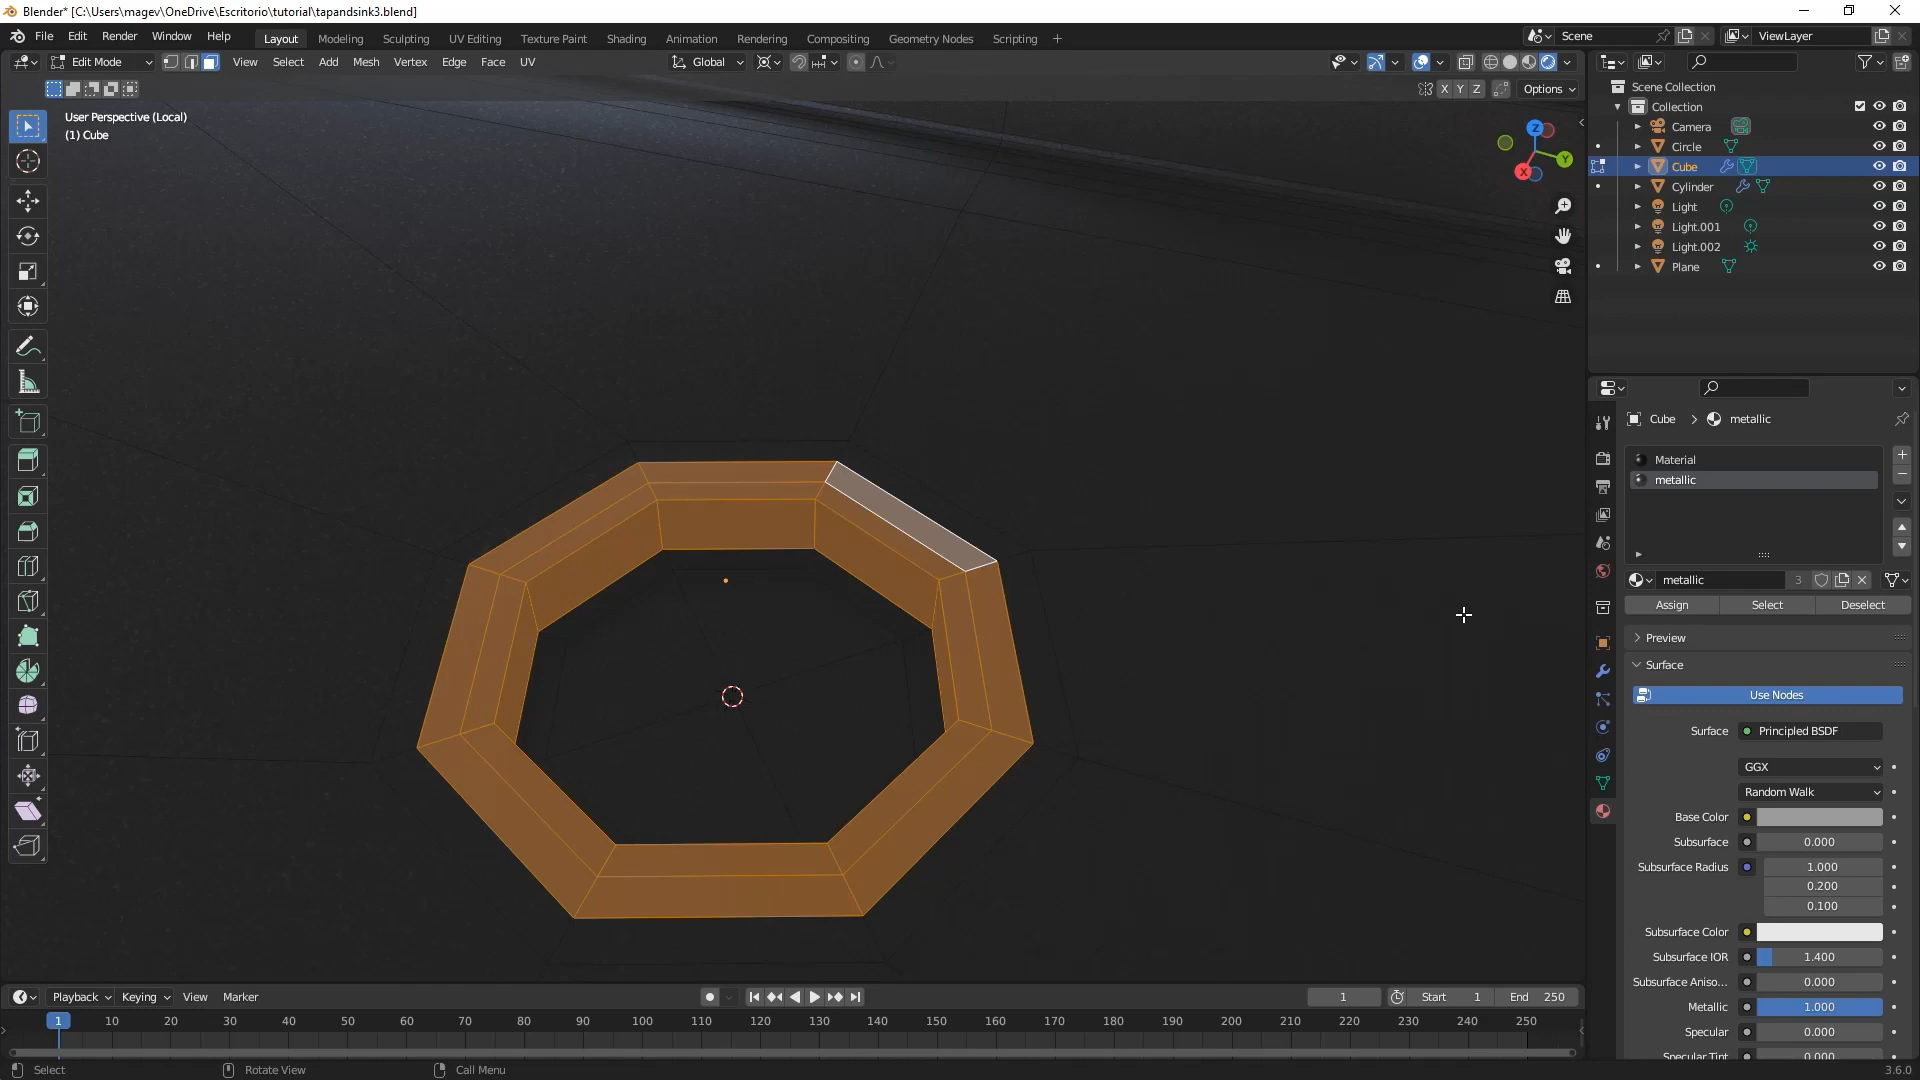 Blender* [C:\Users\magev\OneDrive\Escritorio\tutorial\tapandsink3.blend]
File Edit Render Window Help
Layout Modeling Sculpting UV Editing Texture Paint Shading Animation Rendering Compositing Geometry Nodes Scripting +
Scene
ViewLayer
Edit Mode
View Select Add Mesh Vertex Edge Face UV
Global
X Y Z
Options
User Perspective (Local)
(1) Cube
Z
Y
X
Scene Collection
Collection
Camera
Circle
Cube
Cylinder
Light
Light.001
Light.002
Plane
Cube > metallic
Material
metallic
metallic 3
Assign Select Deselect
Preview
Surface
Use Nodes
Surface Principled BSDF
GGX
Random Walk
Base Color
Subsurface 0.000
Subsurface Radius 1.000
0.200
0.100
Subsurface Color
Subsurface IOR 1.400
Subsurface Aniso... 0.000
Metallic 1.000
Specular 0.000
Specular Tint 0.000
Playback Keying View Marker
1 Start 1 End 250
1 10 20 30 40 50 60 70 80 90 100 110 120 130 140 150 160 170 180 190 200 210 220 230 240 250
Select Rotate View Call Menu
3.6.0